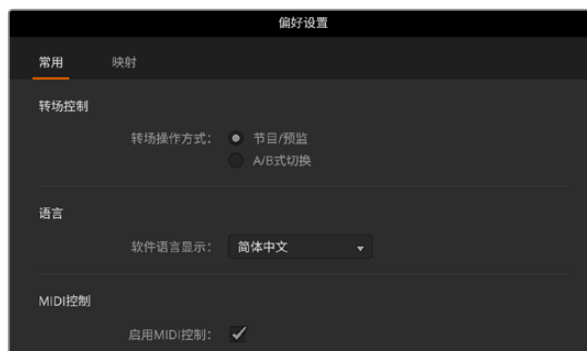 偏好设置
常用 映射
转场控制
转场操作方式： 节目/预监
A/B式切换
语言
软件语言显示： 简体中文
MIDI控制
启用MIDI控制：